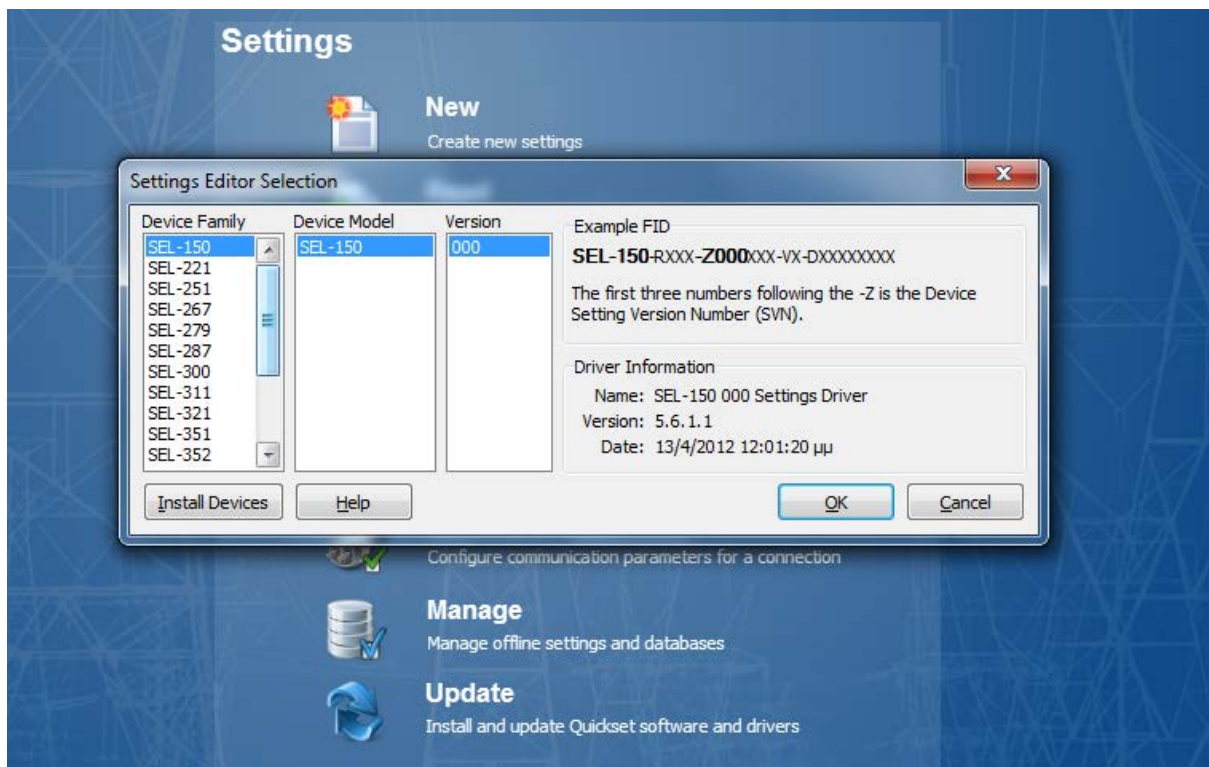 Settings
New
Create new settings
Settings Editor Selection
Device Family
SEL-150
SEL-221
SEL-251
SEL-267
SEL-279
SEL-287
SEL-300
SEL-311
SEL-321
SEL-351
SEL-352
Device Model
SEL-150
Version
000
Example FID
SEL-150-RXXX-Z000XXX-VX-DXXXXXXXX
The first three numbers following the -Z is the Device
Setting Version Number (SVN).
Driver Information
Name: SEL-150 000 Settings Driver
Version: 5.6.1.1
Date: 13/4/2012 12:01:20 μμ
Install Devices
Help
OK
Cancel
Configure communication parameters for a connection
Manage
Manage offline settings and databases
Update
Install and update Quickset software and drivers